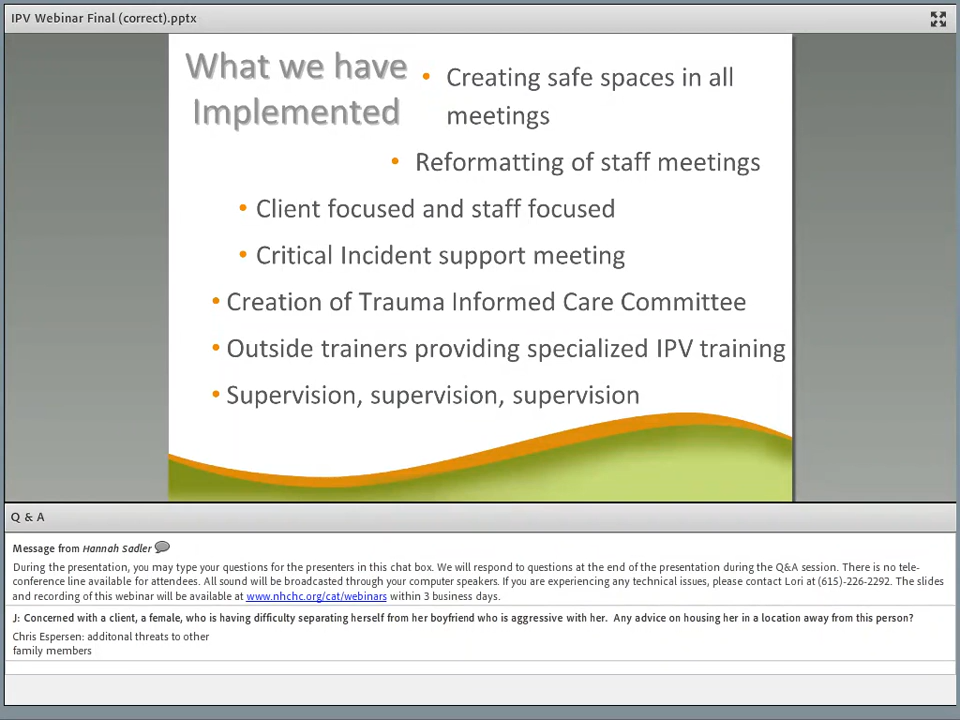 IPV Webinar Final (correct).pptx
What we have
Implemented
• Creating safe spaces in all
meetings
• Reformatting of staff meetings
• Client focused and staff focused
• Critical Incident support meeting
• Creation of Trauma Informed Care Committee
• Outside trainers providing specialized IPV training
• Supervision, supervision, supervision
Q & A
Message from Hannah Sadler
During the presentation, you may type your questions for the presenters in this chat box. We will respond to questions at the end of the presentation during the Q&A session. There is no tele-
conference line available for attendees. All sound will be broadcasted through your computer speakers. If you are experiencing any technical issues, please contact Lori at (615)-226-2292. The slides
and recording of this webinar will be available at www.nhchc.org/cat/webinars within 3 business days.
J: Concerned with a client, a female, who is having difficulty separating herself from her boyfriend who is aggressive with her.  Any advice on housing her in a location away from this person?
Chris Espersen: additonal threats to other
family members